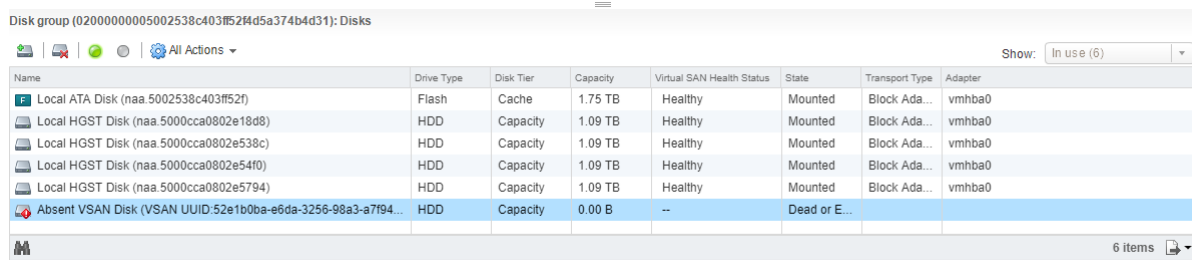 Disk group (02000000005002538c403ff52f4d5a374b4d31): Disks
All Actions
Show: In use (6)
Name Drive Type Disk Tier Capacity Virtual SAN Health Status State Transport Type Adapter
F Local ATA Disk (naa.5002538c403ff52f) Flash Cache 1.75 TB Healthy Mounted Block Ada... vmhba0
Local HGST Disk (naa.5000cca0802e18d8) HDD Capacity 1.09 TB Healthy Mounted Block Ada... vmhba0
Local HGST Disk (naa.5000cca0802e538c) HDD Capacity 1.09 TB Healthy Mounted Block Ada... vmhba0
Local HGST Disk (naa.5000cca0802e54f0) HDD Capacity 1.09 TB Healthy Mounted Block Ada... vmhba0
Local HGST Disk (naa.5000cca0802e5794) HDD Capacity 1.09 TB Healthy Mounted Block Ada... vmhba0
Absent VSAN Disk (VSAN UUID:52e1b0ba-e6da-3256-98a3-a7f94... HDD Capacity 0.00 B -- Dead or E...
6 items